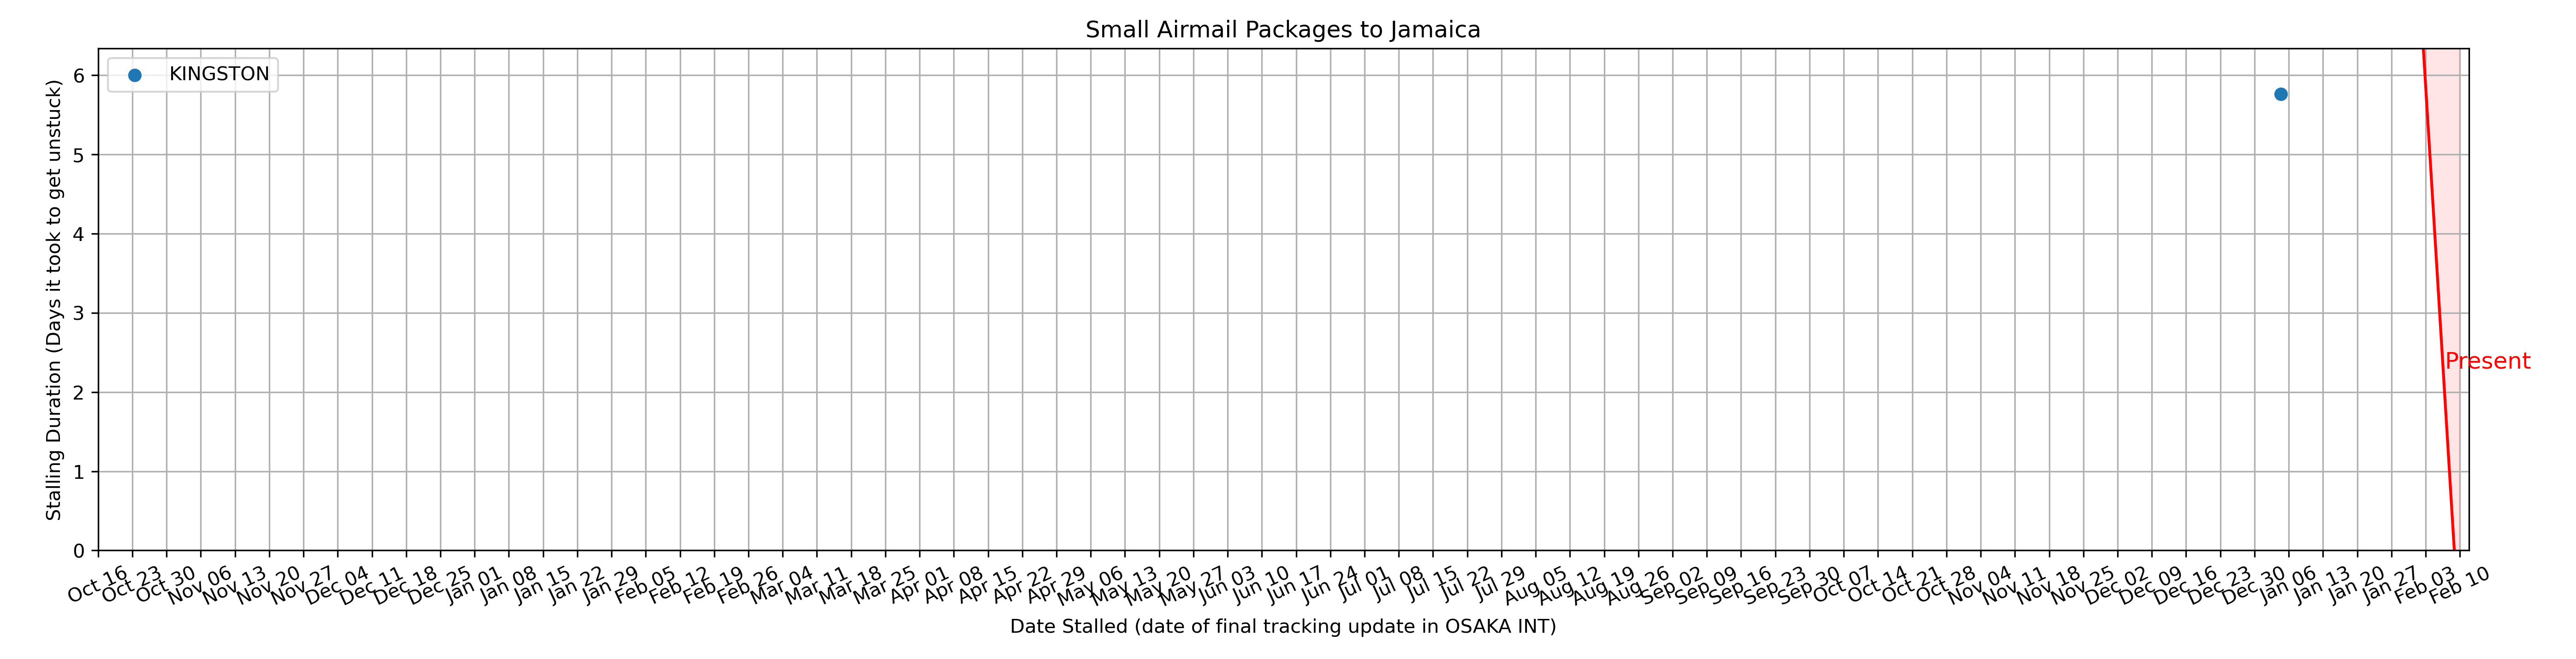 Small Airmail Packages to Jamaica
KINGSTON
Stalling Duration (Days it took to get unstuck)
6
5
4
3
2
1
0
Present
Oct 16
Oct 23
Oct 30
Nov 06
Nov 13
Nov 20
Nov 27
Dec 04
Dec 11
Dec 18
Dec 25
Jan 01
Jan 08
Jan 15
Jan 22
Jan 29
Feb 05
Feb 12
Feb 19
Feb 26
Mar 04
Mar 11
Mar 18
Mar 25
Apr 01
Apr 08
Apr 15
Apr 22
Apr 29
May 06
May 13
May 20
May 27
Jun 03
Jun 10
Jun 17
Jun 24
Jul 01
Jul 08
Jul 15
Jul 22
Jul 29
Aug 05
Aug 12
Aug 19
Aug 26
Sep 02
Sep 09
Sep 16
Sep 23
Sep 30
Oct 07
Oct 14
Oct 21
Oct 28
Nov 04
Nov 11
Nov 18
Nov 25
Dec 02
Dec 09
Dec 16
Dec 23
Dec 30
Jan 06
Jan 13
Jan 20
Jan 27
Feb 03
Feb 10
Date Stalled (date of final tracking update in OSAKA INT)